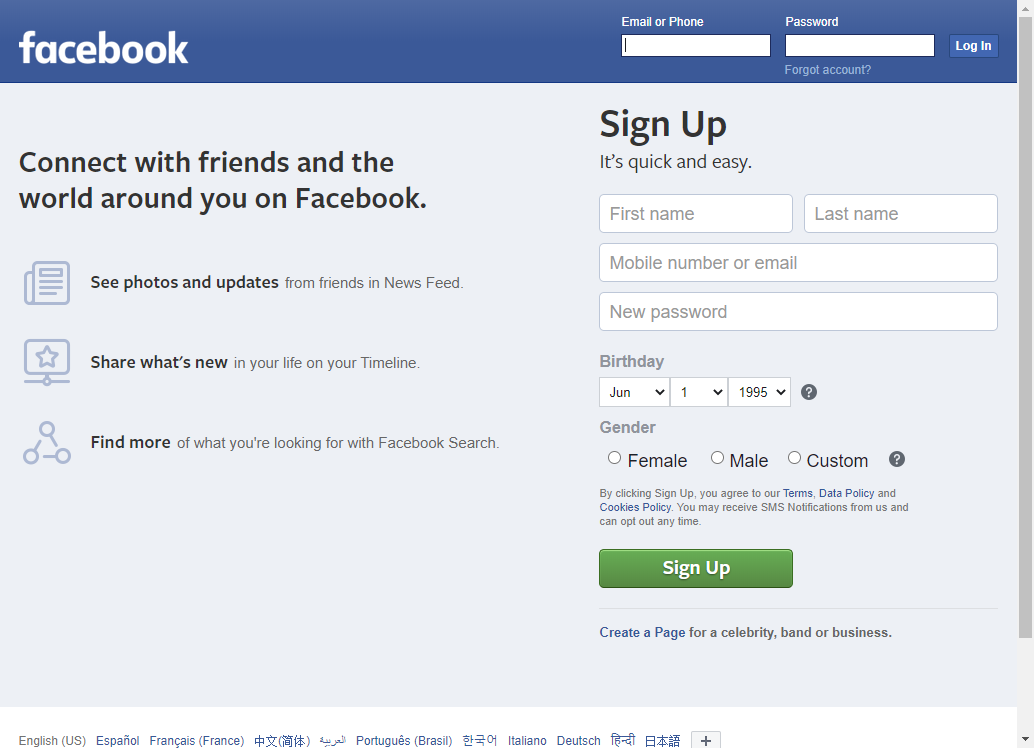 facebook
Email or Phone
Password
Log In
Forgot account?
Connect with friends and the
world around you on Facebook.
See photos and updates from friends in News Feed.
Share what's new in your life on your Timeline.
Find more of what you're looking for with Facebook Search.
Sign Up
It's quick and easy.
First name
Last name
Mobile number or email
New password
Birthday
Jun 1 1995 ?
Gender
Female Male Custom ?
By clicking Sign Up, you agree to our Terms, Data Policy and
Cookies Policy. You may receive SMS Notifications from us and
can opt out any time.
Sign Up
Create a Page for a celebrity, band or business.
English (US) Español Français (France) 中文(简体) العربية Português (Brasil) 한국어 Italiano Deutsch हिन्दी 日本語 +